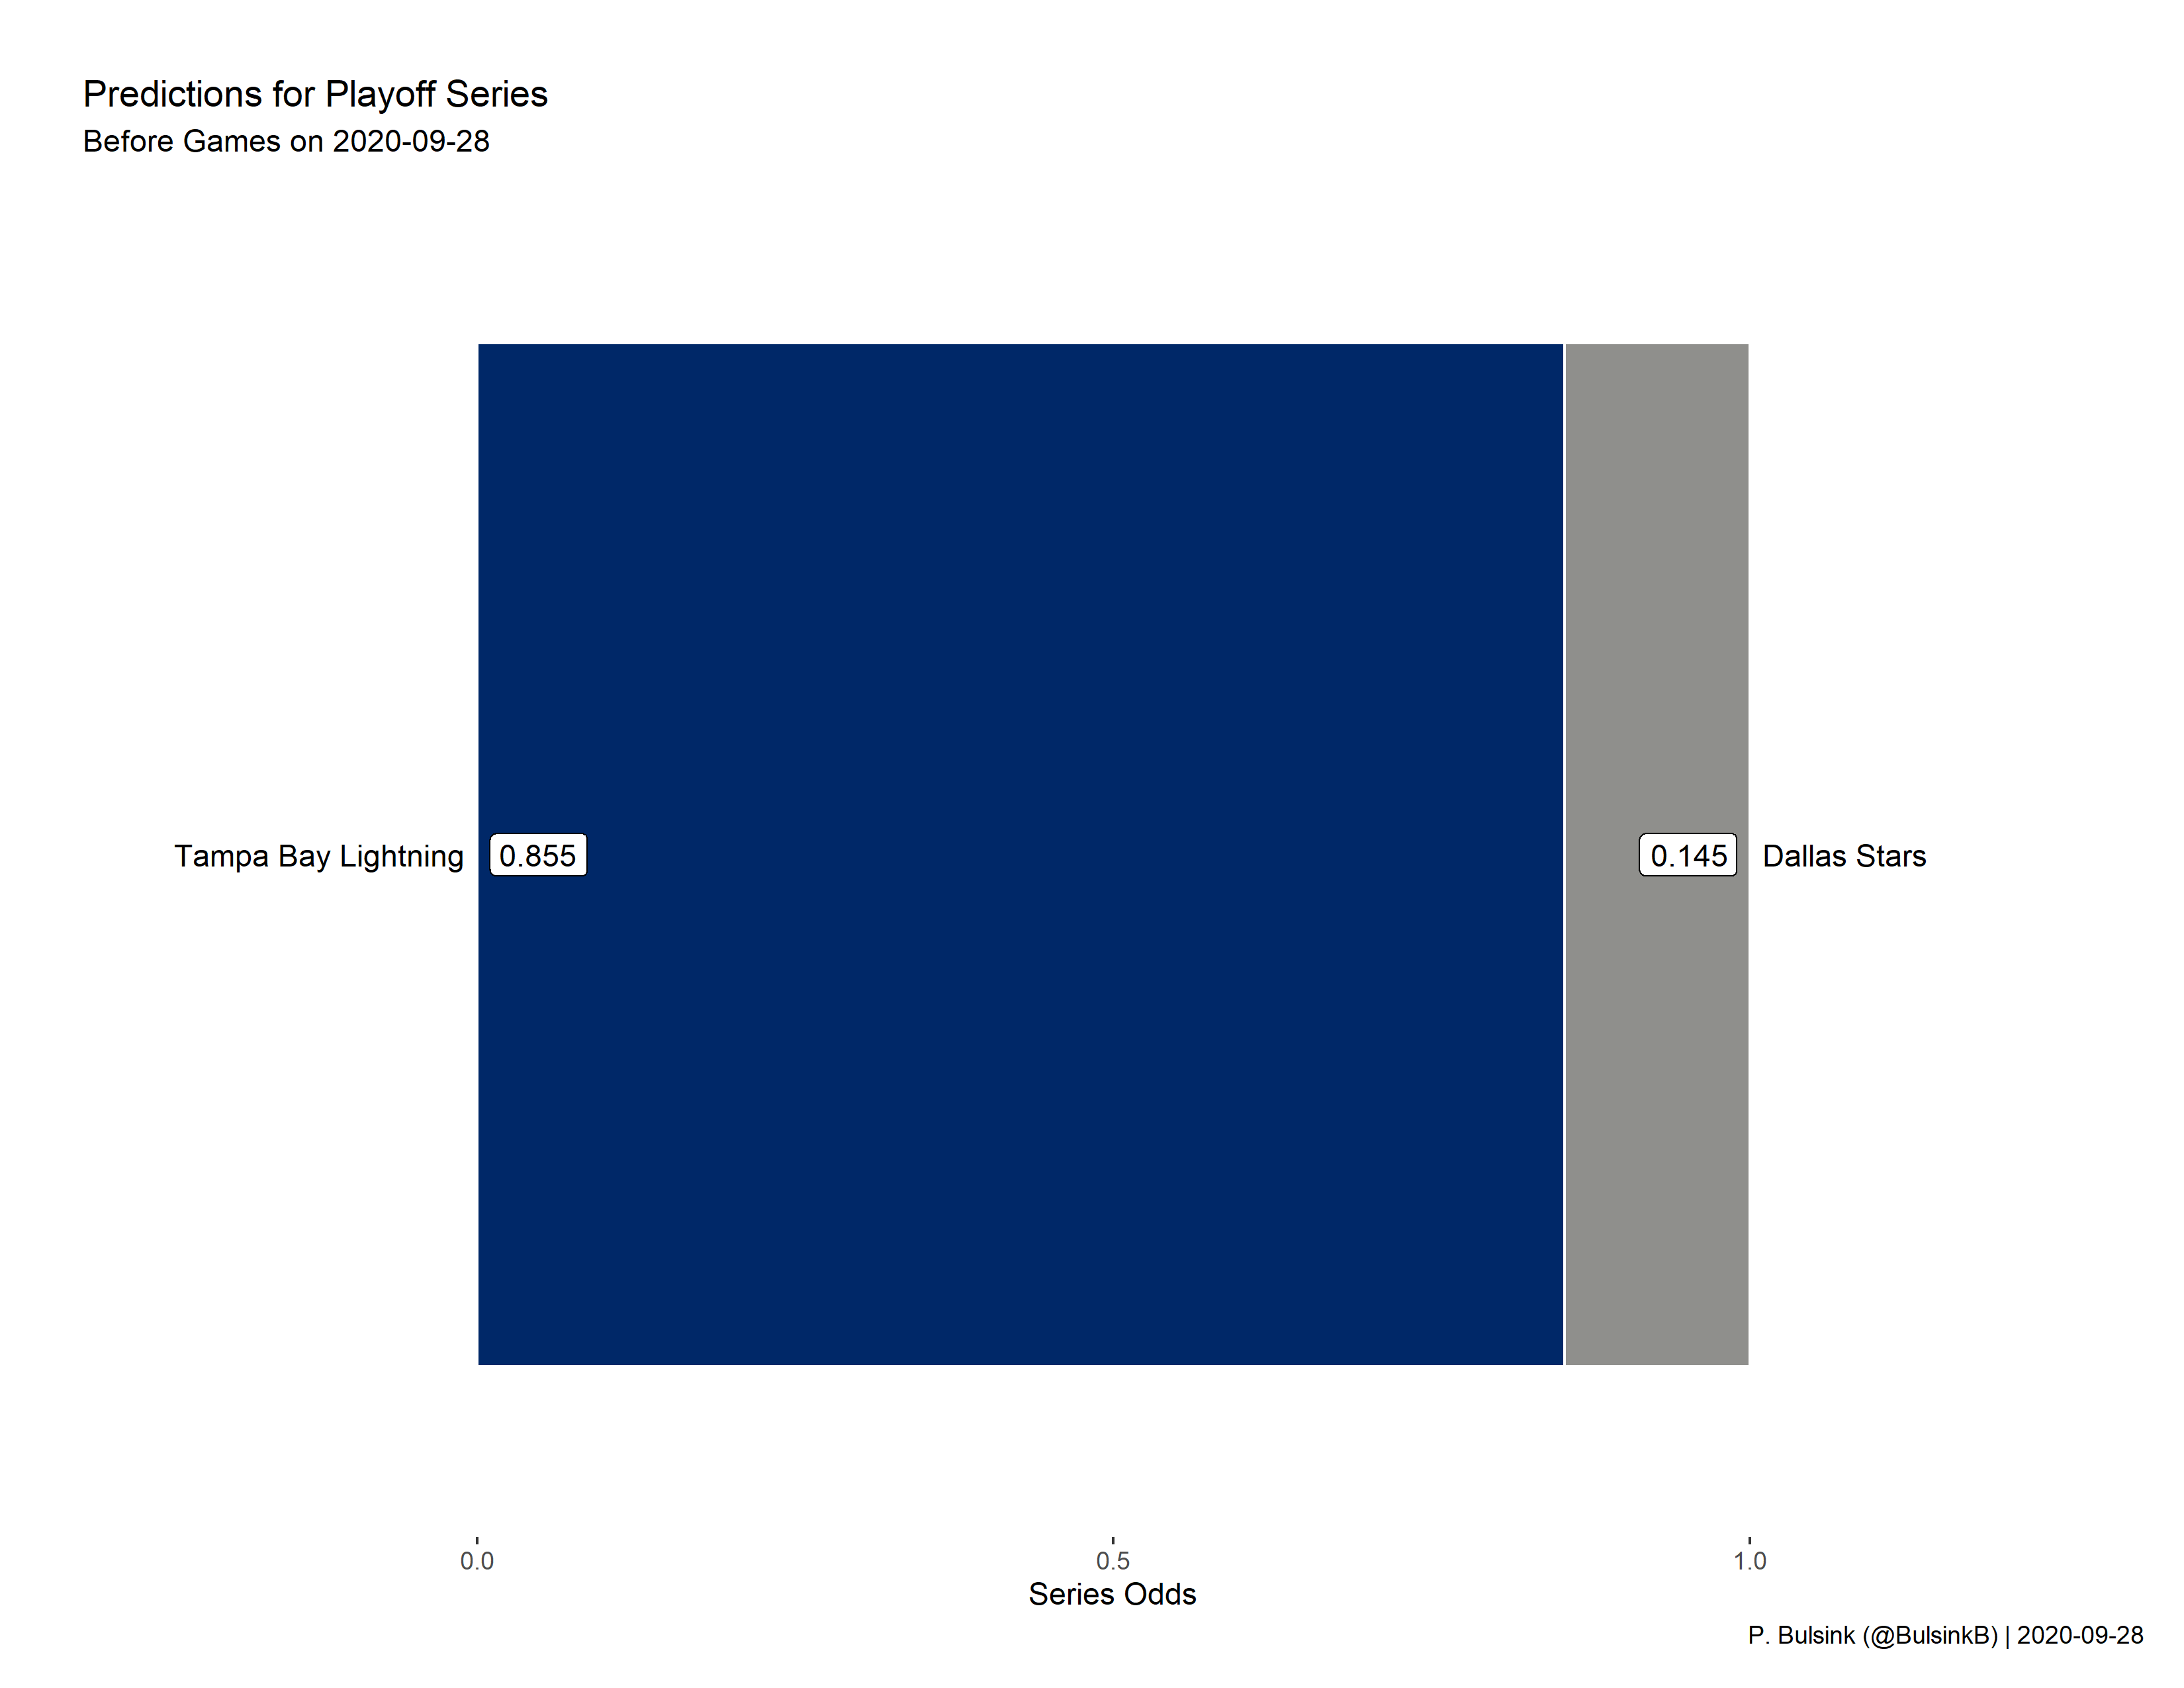 Predictions for Playoff Series
Before Games on 2020-09-28
Tampa Bay Lightning
0.855
0.145
Dallas Stars
0.0
0.5
1.0
Series Odds
P. Bulsink (@BulsinkB) | 2020-09-28